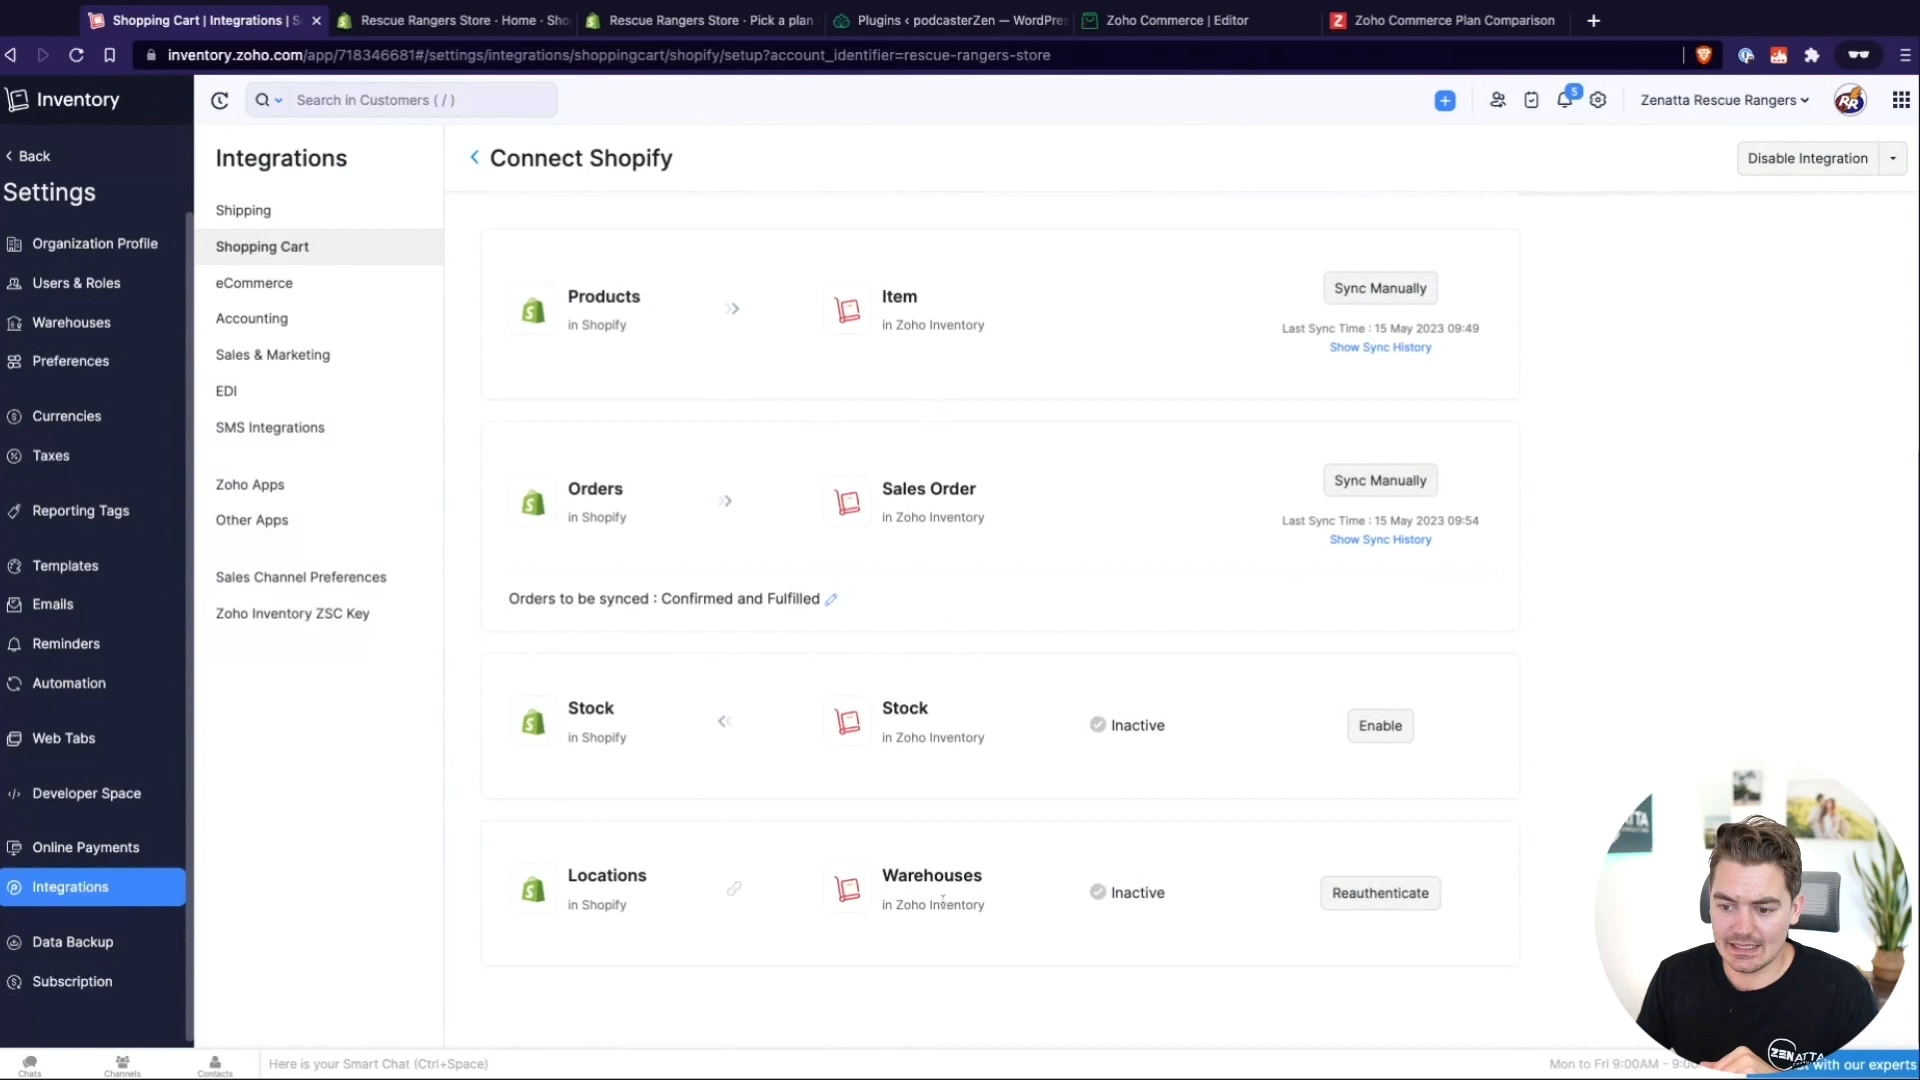 Shopping Cart | Integrations | S
Rescue Rangers Store - Home - Sho
Rescue Rangers Store - Pick a plan
Plugins ‹ podcasterZen — WordPres
Zoho Commerce | Editor
Zoho Commerce Plan Comparison
inventory.zoho.com/app/718346681#/settings/integrations/shoppingcart/shopify/setup?account_identifier=rescue-rangers-store
Inventory
Search in Customers ( / )
5
Zenatta Rescue Rangers
RR
Back
Settings
Organization Profile
Users & Roles
Warehouses
Preferences
Currencies
Taxes
Reporting Tags
Templates
Emails
Reminders
Automation
Web Tabs
Developer Space
Online Payments
Integrations
Data Backup
Subscription
Integrations
Shipping
Shopping Cart
eCommerce
Accounting
Sales & Marketing
EDI
SMS Integrations
Zoho Apps
Other Apps
Sales Channel Preferences
Zoho Inventory ZSC Key
Connect Shopify
Disable Integration
Products
in Shopify
Item
in Zoho Inventory
Sync Manually
Last Sync Time : 15 May 2023 09:49
Show Sync History
Orders
in Shopify
Sales Order
in Zoho Inventory
Sync Manually
Last Sync Time : 15 May 2023 09:54
Show Sync History
Orders to be synced : Confirmed and Fulfilled
Stock
in Shopify
Stock
in Zoho Inventory
Inactive
Enable
Locations
in Shopify
Warehouses
in Zoho Inventory
Inactive
Reauthenticate
Chats
Channels
Contacts
Here is your Smart Chat (Ctrl+Space)
Mon to Fri 9:00AM - 9:0
ZENATTA
with our experts